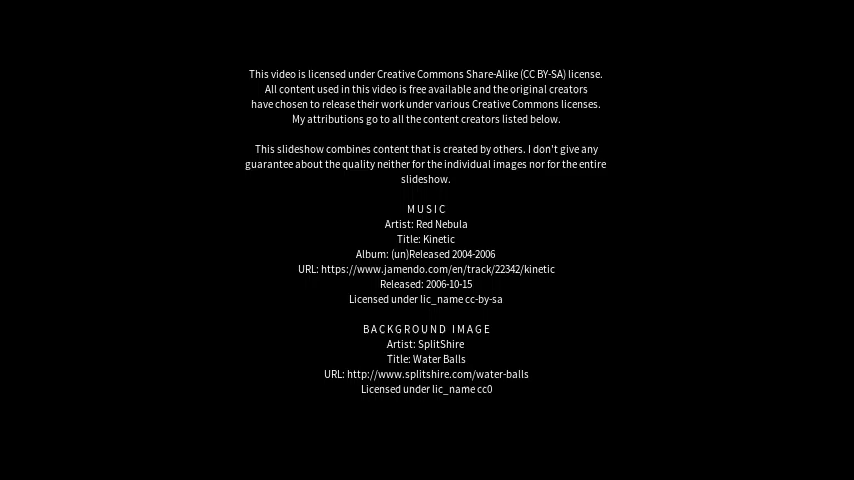 This video is licensed under Creative Commons Share-Alike (CC BY-SA) license.
All content used in this video is free available and the original creators
have chosen to release their work under various Creative Commons licenses.
My attributions go to all the content creators listed below.
This slideshow combines content that is created by others. I don't give any
guarantee about the quality neither for the individual images nor for the entire
slideshow.
MUSIC
Artist: Red Nebula
Title: Kinetic
Album: (un)Released 2004-2006
URL: https://www.jamendo.com/en/track/22342/kinetic
Released: 2006-10-15
Licensed under lic_name cc-by-sa
BACKGROUND IMAGE
Artist: SplitShire
Title: Water Balls
URL: http://www.splitshire.com/water-balls
Licensed under lic_name cc0